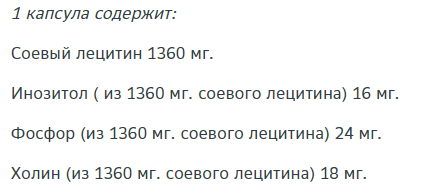 1 капсула содержит:
Соевый лецитин 1360 мг.
Инозитол ( из 1360 мг. соевого лецитина) 16 мг.
Фосфор (из 1360 мг. соевого лецитина) 24 мг.
Холин (из 1360 мг. соевого лецитина) 18 мг.